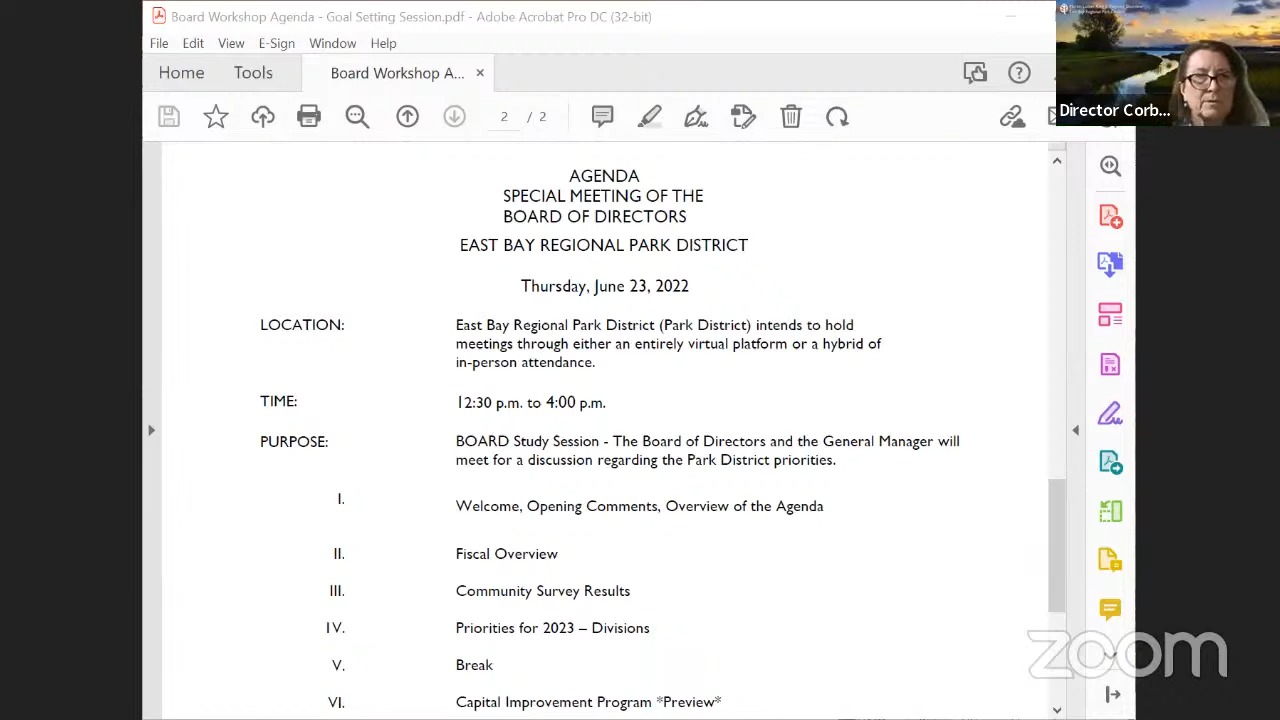 Board Workshop Agenda - Goal Setting Session.pdf - Adobe Acrobat Pro DC (32-bit)
File Edit View E-Sign Window Help
Home Tools Board Workshop A... ×
2 / 2
Director Corb...
AGENDA
SPECIAL MEETING OF THE
BOARD OF DIRECTORS
EAST BAY REGIONAL PARK DISTRICT
Thursday, June 23, 2022
LOCATION: East Bay Regional Park District (Park District) intends to hold
meetings through either an entirely virtual platform or a hybrid of
in-person attendance.
TIME: 12:30 p.m. to 4:00 p.m.
PURPOSE: BOARD Study Session - The Board of Directors and the General Manager will
meet for a discussion regarding the Park District priorities.
I. Welcome, Opening Comments, Overview of the Agenda
II. Fiscal Overview
III. Community Survey Results
IV. Priorities for 2023 – Divisions
V. Break
VI. Capital Improvement Program *Preview*
zoom